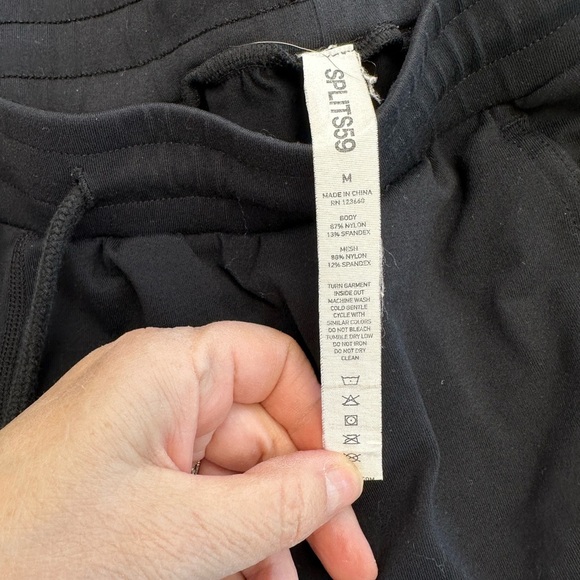 SPLITS59
M
MADE IN CHINA
RN 123660
BODY
87% NYLON
13% SPANDEX
MESH
88% NYLON
12% SPANDEX
TURN GARMENT
INSIDE OUT
MACHINE WASH
COLD GENTLE
CYCLE WITH
SIMILAR COLORS
DO NOT BLEACH
TUMBLE DRY LOW
DO NOT IRON
DO NOT DRY
CLEAN